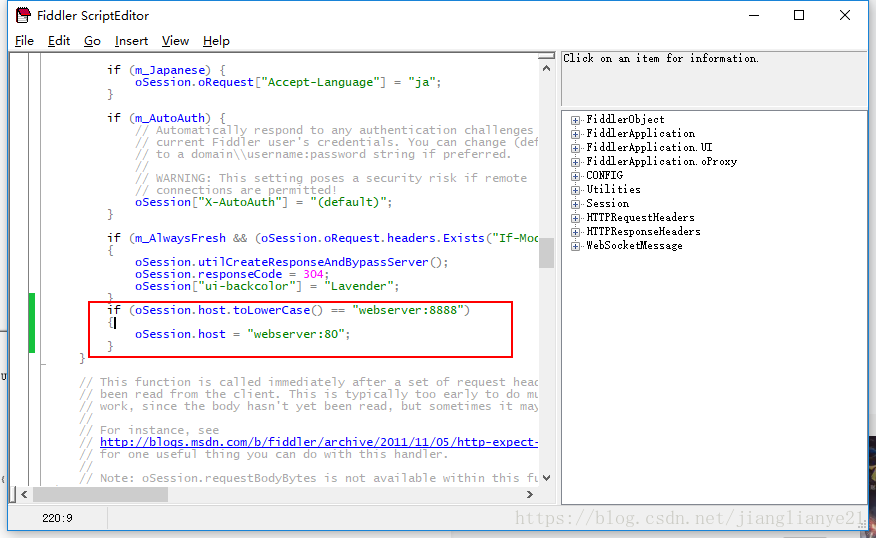 Fiddler ScriptEditor
File Edit Go Insert View Help
if (m_Japanese) {
oSession.oRequest["Accept-Language"] = "ja";
}
if (m_AutoAuth) {
// Automatically respond to any authentication challenges
// current Fiddler user's credentials. You can change (def
// to a domain\\username:password string if preferred.
//
// WARNING: This setting poses a security risk if remote
// connections are permitted!
oSession["X-AutoAuth"] = "(default)";
}
if (m_AlwaysFresh && (oSession.oRequest.headers.Exists("If-Mod
{
oSession.utilCreateResponseAndBypassServer();
oSession.responseCode = 304;
oSession["ui-backcolor"] = "Lavender";
}
if (oSession.host.toLowerCase() == "webserver:8888")
{
oSession.host = "webserver:80";
}
}
// This function is called immediately after a set of request head
// been read from the client. This is typically too early to do mu
// work, since the body hasn't yet been read, but sometimes it may
//
// For instance, see
// http://blogs.msdn.com/b/fiddler/archive/2011/11/05/http-expect-
// for one useful thing you can do with this handler.
//
// Note: oSession.requestBodyBytes is not available within this fu
220:9
Click on an item for information.
FiddlerObject
FiddlerApplication
FiddlerApplication.UI
FiddlerApplication.oProxy
CONFIG
Utilities
Session
HTTPRequestHeaders
HTTPResponseHeaders
WebSocketMessage
https://blog.csdn.net/jianglianye21